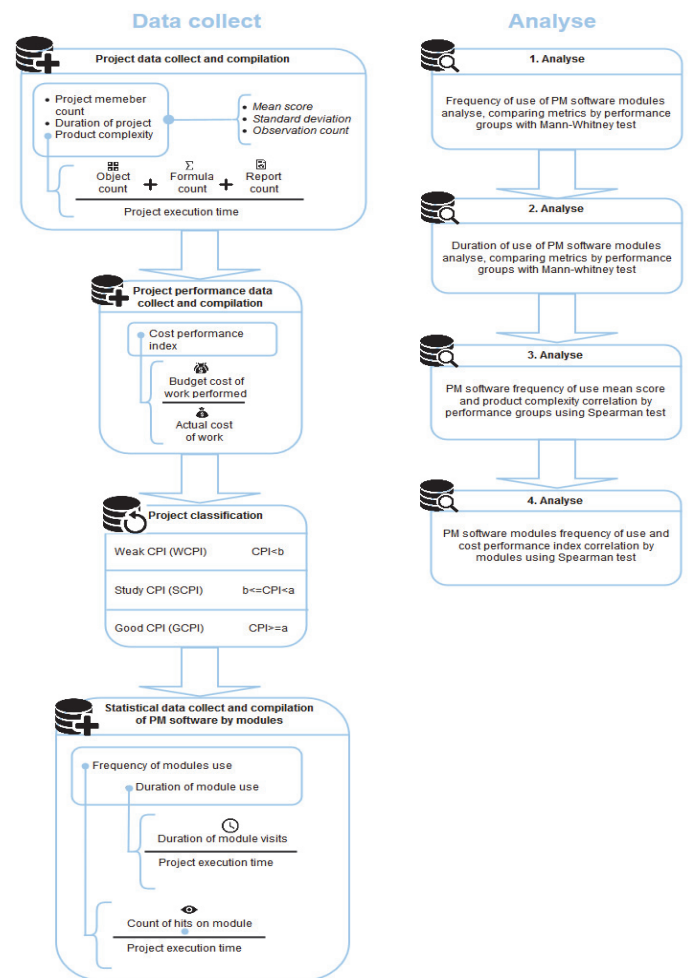 Data collect
Project data collect and compilation
• Project memeber
count
• Duration of project
• Product complexity
• Mean score
• Standard deviation
• Observation count
Object
count
+
Formula
count
+
Report
count
Project execution time
Project performance data
collect and compilation
Cost performance
index
Budget cost of
work performed
Actual cost
of work
Project classification
Weak CPI (WCPI) CPI<b
Study CPI (SCPI) b<=CPI<a
Good CPI (GCPI) CPI>=a
Statistical data collect and compilation
of PM software by modules
Frequency of modules use
Duration of module use
Duration of module visits
Project execution time
Count of hits on module
Project execution time
Analyse
1. Analyse
Frequency of use of PM software modules
analyse, comparing metrics by performance
groups with Mann-Whitney test
2. Analyse
Duration of use of PM software modules
analyse, comparing metrics by performance
groups with Mann-whitney test
3. Analyse
PM software frequency of use mean score
and product complexity correlation by
performance groups using Spearman test
4. Analyse
PM software modules frequency of use and
cost performance index correlation by
modules using Spearman test